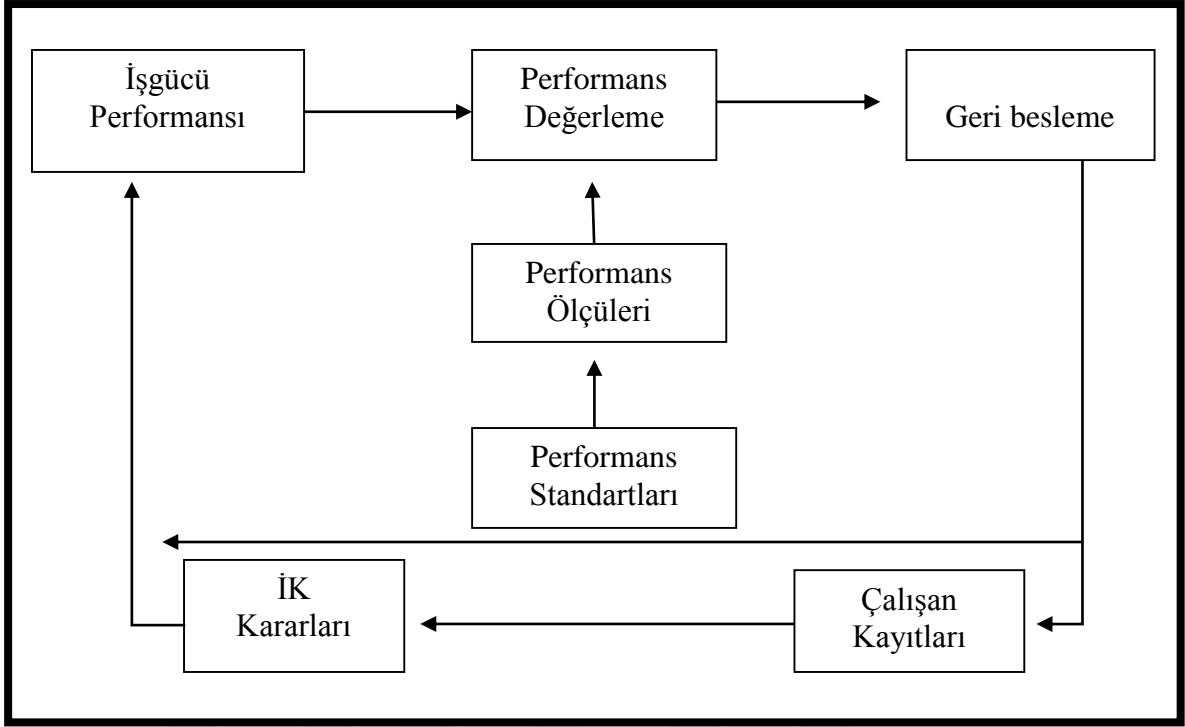 İşgücü
Performansı
Performans
Değerleme
Geri besleme
Performans
Ölçüleri
Performans
Standartları
İK
Kararları
Çalışan
Kayıtları